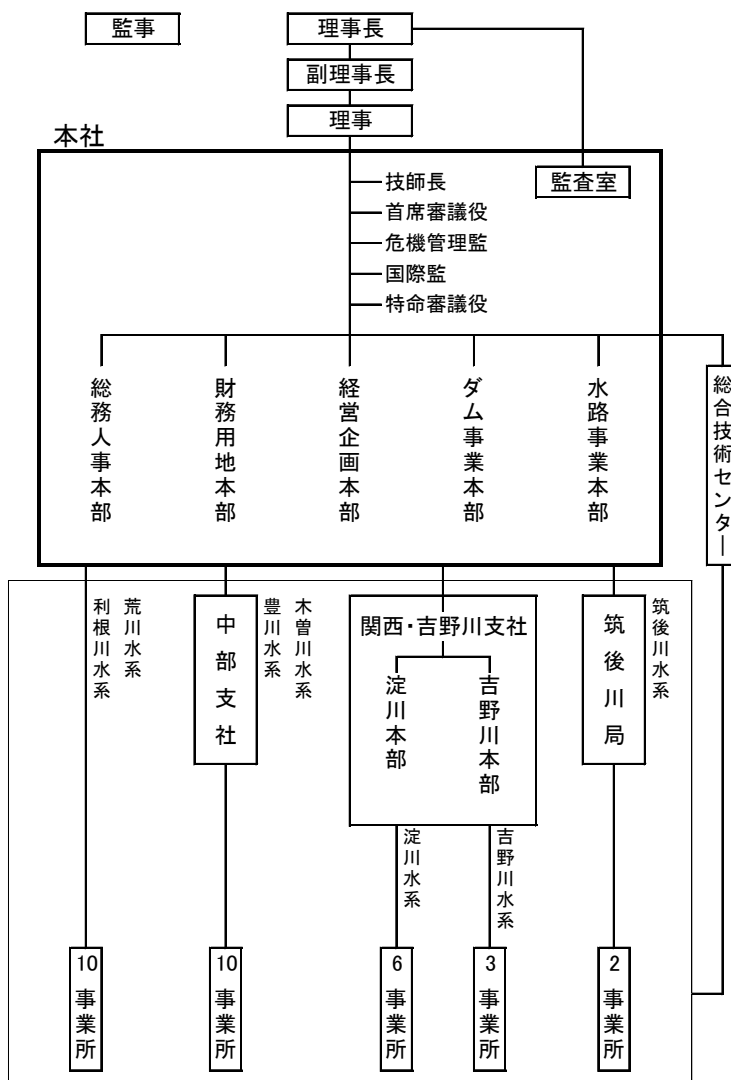 監事
理事長
副理事長
理事
本社
監査室
技師長
首席審議役
危機管理監
国際監
特命審議役
総務人事本部
財務用地本部
経営企画本部
ダム事業本部
水路事業本部
総合技術センター
利根川水系
荒川水系
中部支社
豊川水系
木曽川水系
関西・吉野川支社
淀川本部
吉野川本部
筑後川局
筑後川水系
淀川水系
吉野川水系
10事業所
10事業所
6事業所
3事業所
2事業所